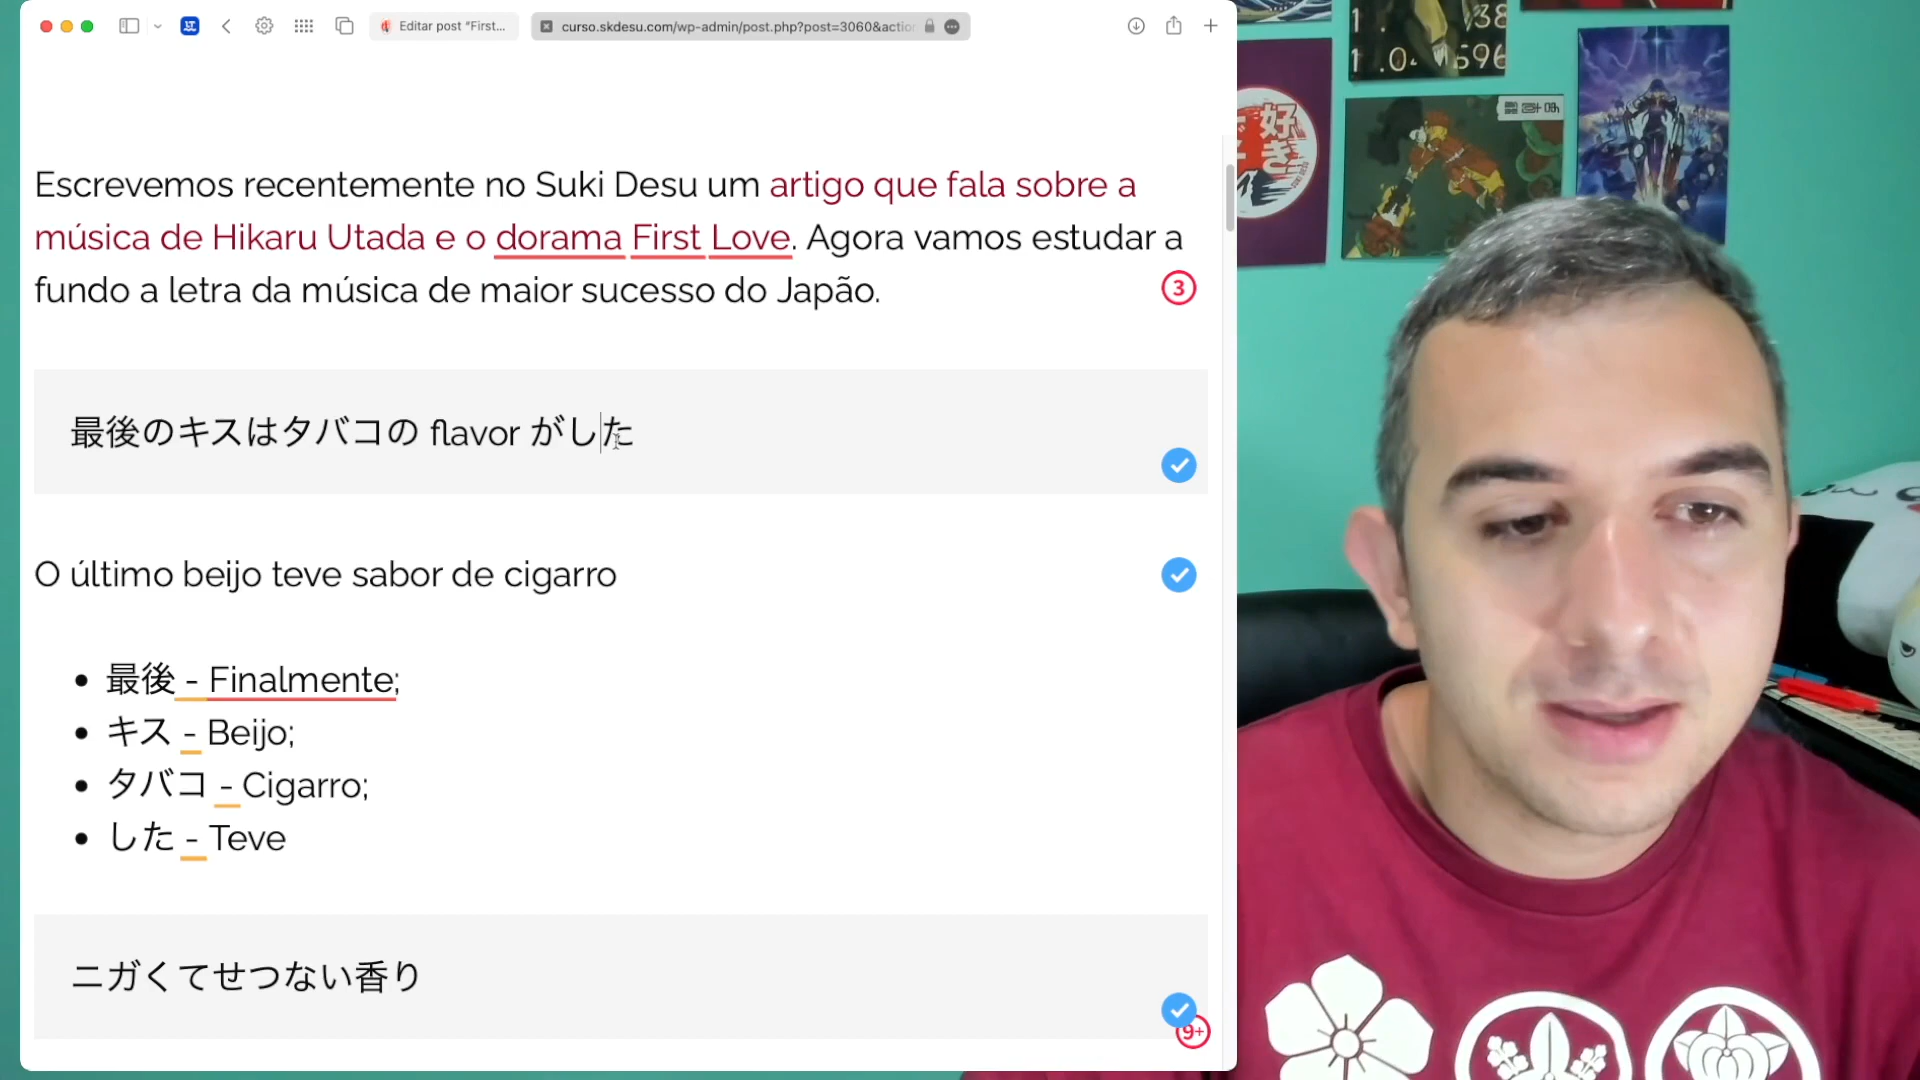 Editar post “First...
curso.skdesu.com/wp-admin/post.php?post=3060&actio
Escrevemos recentemente no Suki Desu um artigo que fala sobre a
música de Hikaru Utada e o dorama First Love. Agora vamos estudar a
fundo a letra da música de maior sucesso do Japão.
3
最後のキスはタバコの flavor がした
O último beijo teve sabor de cigarro
最後 - Finalmente;
キス - Beijo;
タバコ - Cigarro;
した - Teve
ニガくてせつない香り
9+
好き